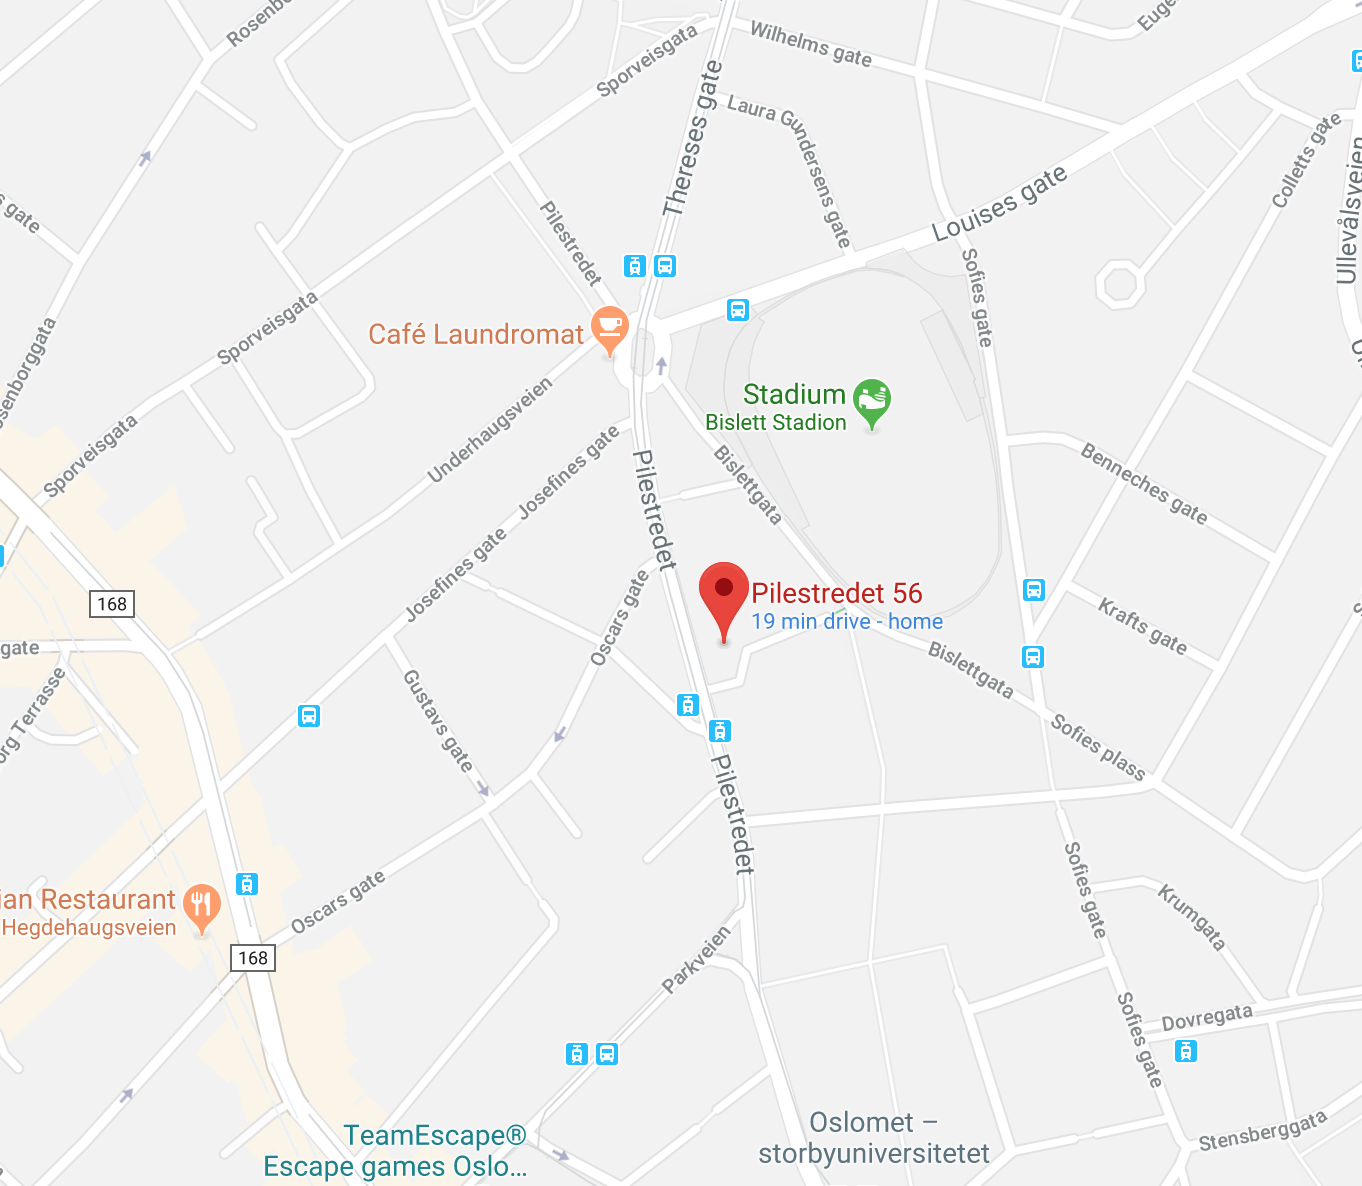 Rosenbo
Sporveisgata
Wilhelms gate
Euge
Thereses gate
Laura Gundersens gate
Louises gate
Colletts gate
Ullevålsveien
s gate
Pilestredet
Sofies gate
Sporveisgata
Café Laundromat
Stadium
Bislett Stadion
senborggata
Underhaugsveien
Josefines gate
Sporveisgata
Pilestredet
Bislettgata
Benneches gate
Josefines gate
168
Oscars gate
Pilestredet 56
19 min drive - home
Krafts gate
gate
org Terrasse
Gustavs gate
Bislettgata
Sofies plass
Pilestredet
Sofies gate
ian Restaurant
Hegdehaugsveien
Oscars gate
Krumgata
168
Parkveien
Sofies gate
Dovregata
TeamEscape®
Escape games Oslo...
Oslomet –
storbyuniversitetet
Stensberggata